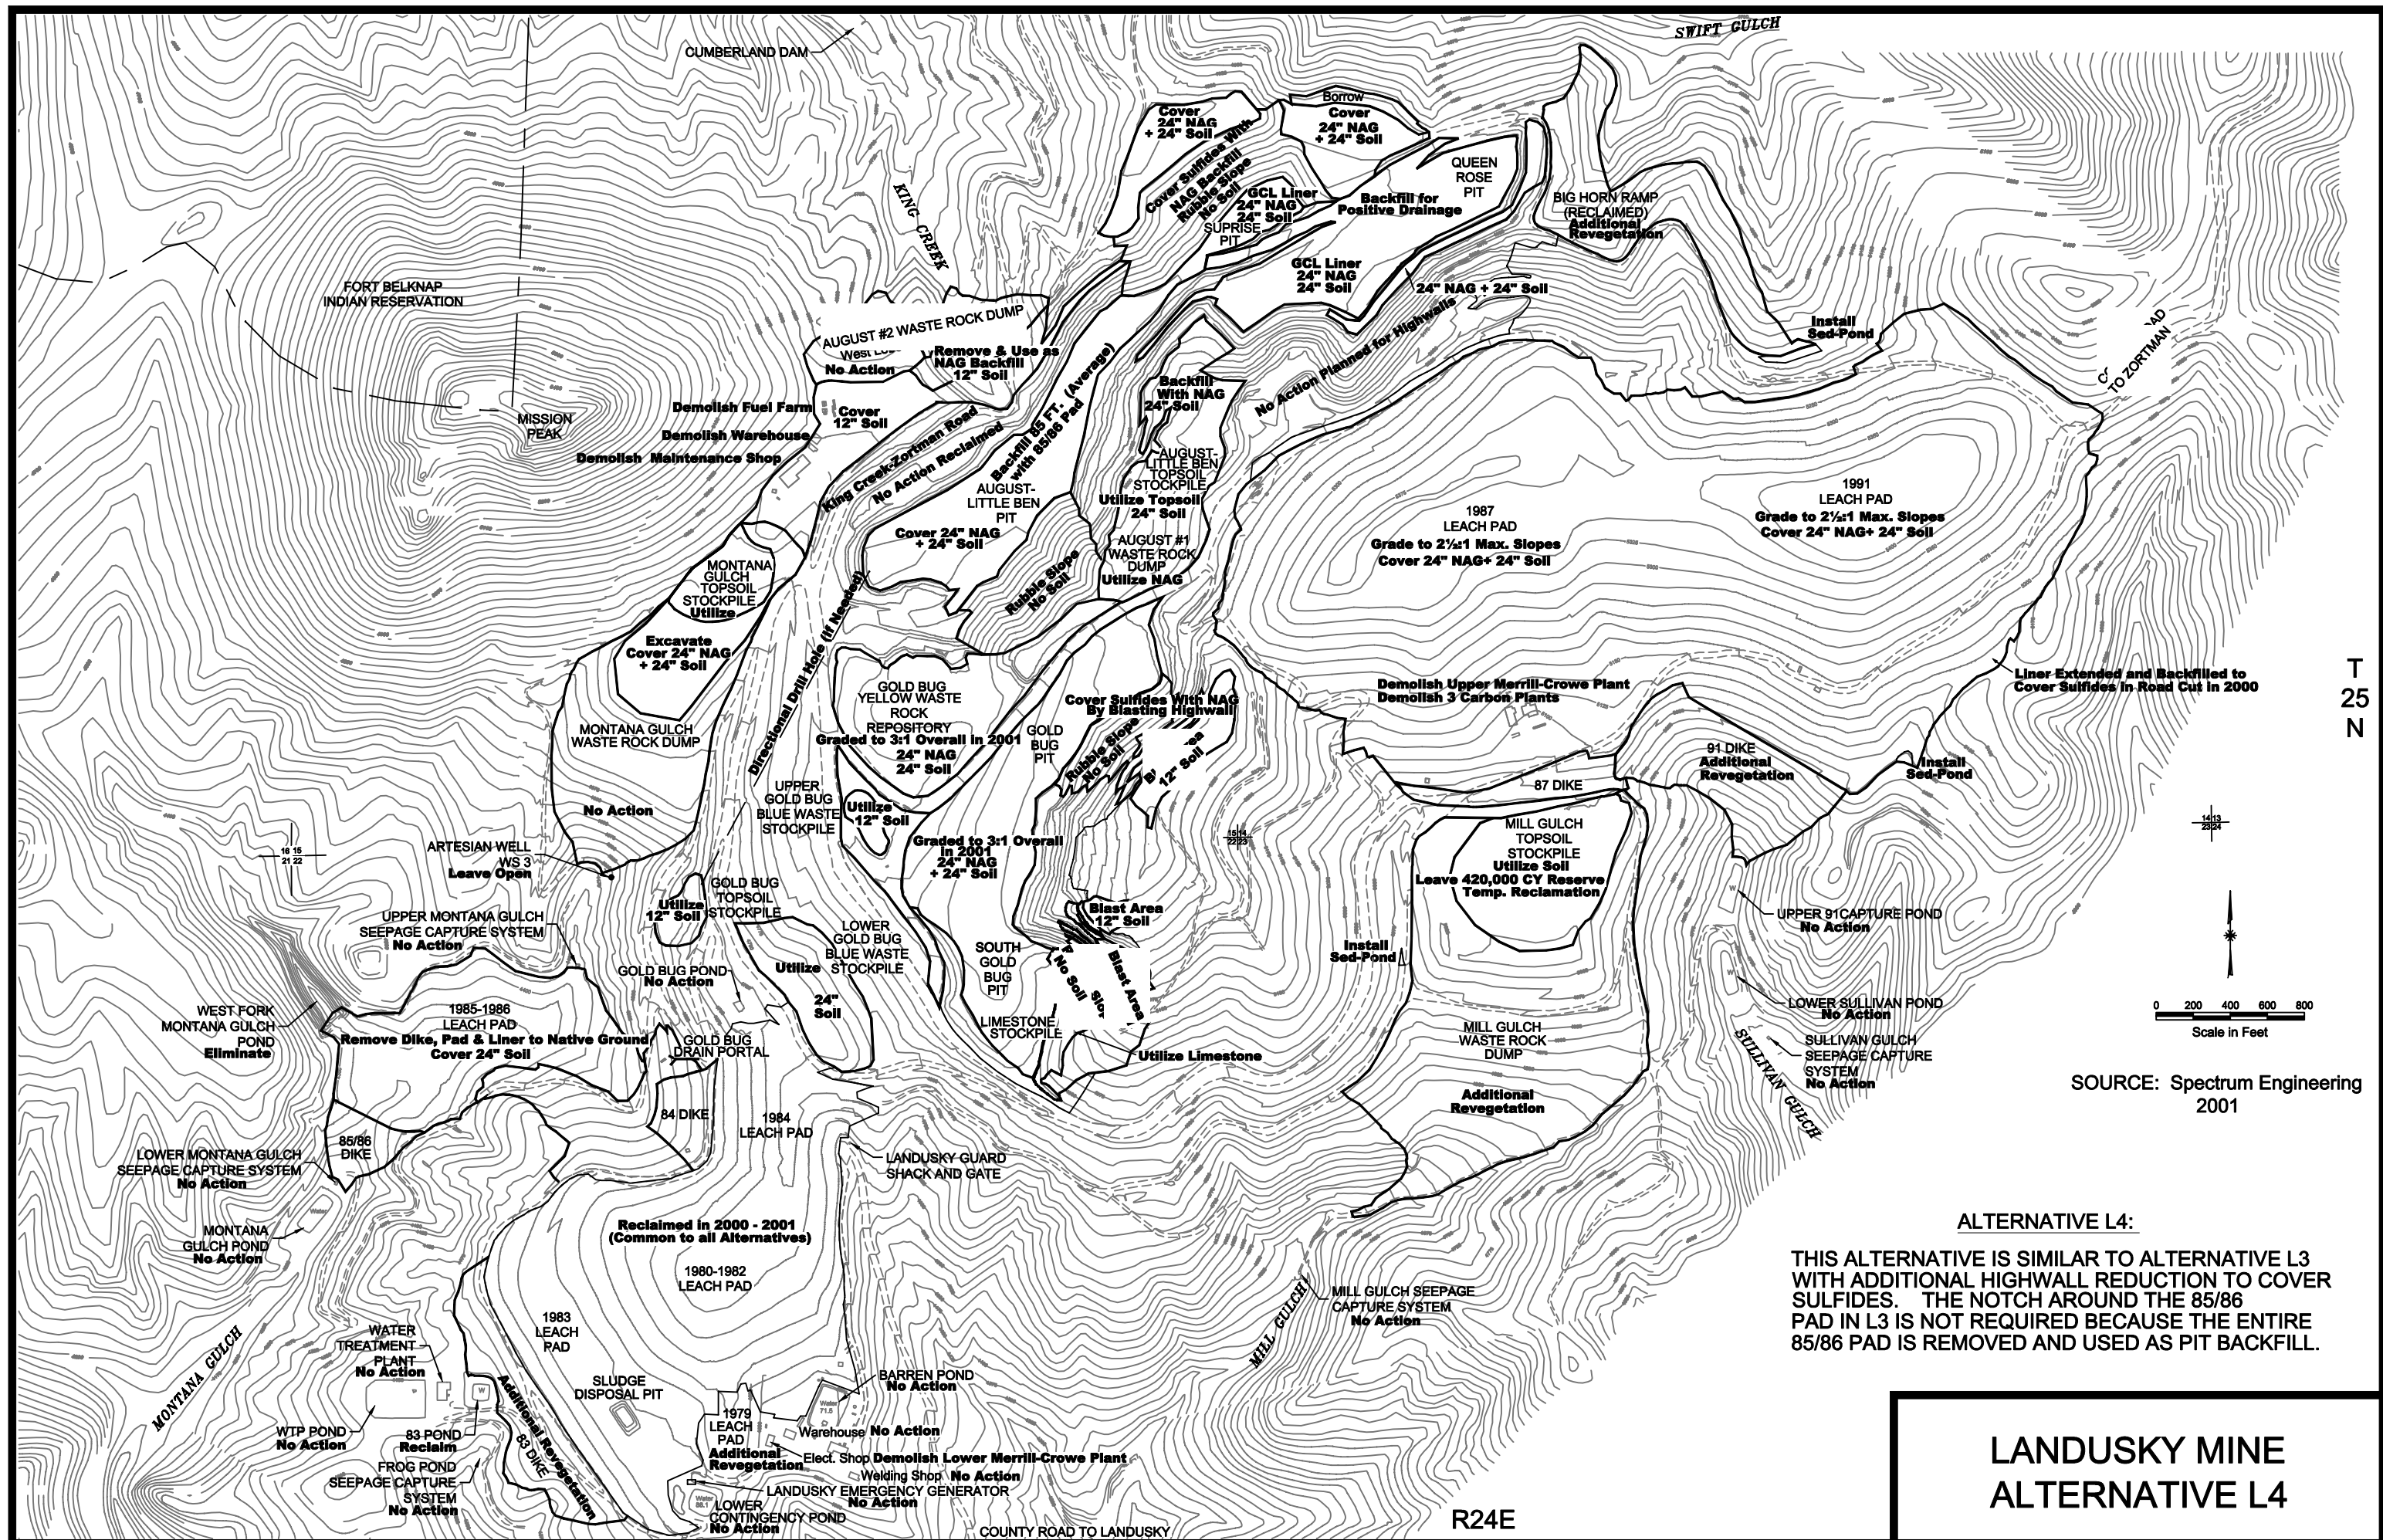 SWIFT GULCH
CUMBERLAND DAM
Borrow
Cover
24" NAG
+ 24" Soil
Cover
24" NAG
+ 24" Soil
Cover Sulfides With
NAG Backfill
Rubble Slope
No Soil
QUEEN
ROSE
PIT
GCL Liner
24" NAG
24" Soil
SUPRISE
PIT
Backfill for
Positive Drainage
BIG HORN RAMP
(RECLAIMED)
Additional
Revegetation
KING CREEK
GCL Liner
24" NAG
24" Soil
24" NAG + 24" Soil
FORT BELKNAP
INDIAN RESERVATION
AUGUST #2 WASTE ROCK DUMP
West
No Action
Remove & Use as
NAG Backfill
12" Soil
No Action Planned for Highwalls
Install
Sed-Pond
TO ZORTMAN
MISSION
PEAK
Demolish Fuel Farm
Demolish Warehouse
Demolish Maintenance Shop
Cover
12" Soil
King Creek-Zortman Road
No Action Reclaimed
Backfill 85 FT. (Average)
with 85/86 Pad
Backfill
With NAG
24" Soil
AUGUST-
LITTLE BEN
TOPSOIL
STOCKPILE
Utilize Topsoil
24" Soil
AUGUST-
LITTLE BEN
PIT
Cover 24" NAG
+ 24" Soil
AUGUST #1
WASTE ROCK
DUMP
Utilize NAG
Rubble Slope
No Soil
1987
LEACH PAD
Grade to 2½:1 Max. Slopes
Cover 24" NAG+ 24" Soil
1991
LEACH PAD
Grade to 2½:1 Max. Slopes
Cover 24" NAG+ 24" Soil
MONTANA
GULCH
TOPSOIL
STOCKPILE
Utilize
Excavate
Cover 24" NAG
+ 24" Soil
Directional Drill Hole (If Needed)
MONTANA GULCH
WASTE ROCK DUMP
No Action
GOLD BUG
YELLOW WASTE
ROCK
REPOSITORY
Graded to 3:1 Overall in 2001
24" NAG
24" Soil
GOLD
BUG
PIT
Cover Sulfides With NAG
By Blasting Highwall
Rubble Slope
No Soil
12" Soil
Demolish Upper Merrill-Crowe Plant
Demolish 3 Carbon Plants
Liner Extended and Backfilled to
Cover Sulfides in Road Cut in 2000
T
25
N
91 DIKE
Additional
Revegetation
Install
Sed-Pond
87 DIKE
UPPER
GOLD BUG
BLUE WASTE
STOCKPILE
Utilize
12" Soil
Graded to 3:1 Overall
in 2001
24" NAG
+ 24" Soil
MILL GULCH
TOPSOIL
STOCKPILE
Utilize Soil
Leave 420,000 CY Reserve
Temp. Reclamation
16 15
21 22
15 14
22 23
14 13
23 24
ARTESIAN WELL
WS 3
Leave Open
UPPER MONTANA GULCH
SEEPAGE CAPTURE SYSTEM
No Action
Utilize
12" Soil
GOLD BUG
TOPSOIL
STOCKPILE
LOWER
GOLD BUG
BLUE WASTE
STOCKPILE
Utilize
24"
Soil
GOLD BUG POND
No Action
SOUTH
GOLD
BUG
PIT
Blast Area
12" Soil
No Soil
Blast Area
LIMESTONE
STOCKPILE
Utilize Limestone
Install
Sed-Pond
UPPER 91CAPTURE POND
No Action
LOWER SULLIVAN POND
No Action
SULLIVAN GULCH
SEEPAGE CAPTURE
SYSTEM
No Action
SULLIVAN GULCH
MILL GULCH
WASTE ROCK
DUMP
Additional
Revegetation
0 200 400 600 800
Scale in Feet
SOURCE: Spectrum Engineering
2001
WEST FORK
MONTANA GULCH
POND
Eliminate
1985-1986
LEACH PAD
Remove Dike, Pad & Liner to Native Ground
Cover 24" Soil
GOLD BUG
DRAIN PORTAL
84 DIKE
1984
LEACH PAD
85/86
DIKE
LOWER MONTANA GULCH
SEEPAGE CAPTURE SYSTEM
No Action
LANDUSKY GUARD
SHACK AND GATE
MONTANA
GULCH POND
No Action
Water
Reclaimed in 2000 - 2001
(Common to all Alternatives)
1980-1982
LEACH PAD
1983
LEACH
PAD
MONTANA GULCH
WATER
TREATMENT
PLANT
No Action
SLUDGE
DISPOSAL PIT
WTP POND
No Action
83 POND
Reclaim
W
FROG POND
SEEPAGE CAPTURE
SYSTEM
No Action
Additional Revegetation
83 DIKE
1979
LEACH
PAD
Additional
Revegetation
Water
71.5
BARREN POND
No Action
Warehouse No Action
Elect. Shop Demolish Lower Merrill-Crowe Plant
Welding Shop No Action
LANDUSKY EMERGENCY GENERATOR
No Action
LOWER
CONTINGENCY POND
No Action
COUNTY ROAD TO LANDUSKY
MILL GULCH
MILL GULCH SEEPAGE
CAPTURE SYSTEM
No Action
R24E
ALTERNATIVE L4:
THIS ALTERNATIVE IS SIMILAR TO ALTERNATIVE L3
WITH ADDITIONAL HIGHWALL REDUCTION TO COVER
SULFIDES. THE NOTCH AROUND THE 85/86
PAD IN L3 IS NOT REQUIRED BECAUSE THE ENTIRE
85/86 PAD IS REMOVED AND USED AS PIT BACKFILL.
LANDUSKY MINE
ALTERNATIVE L4